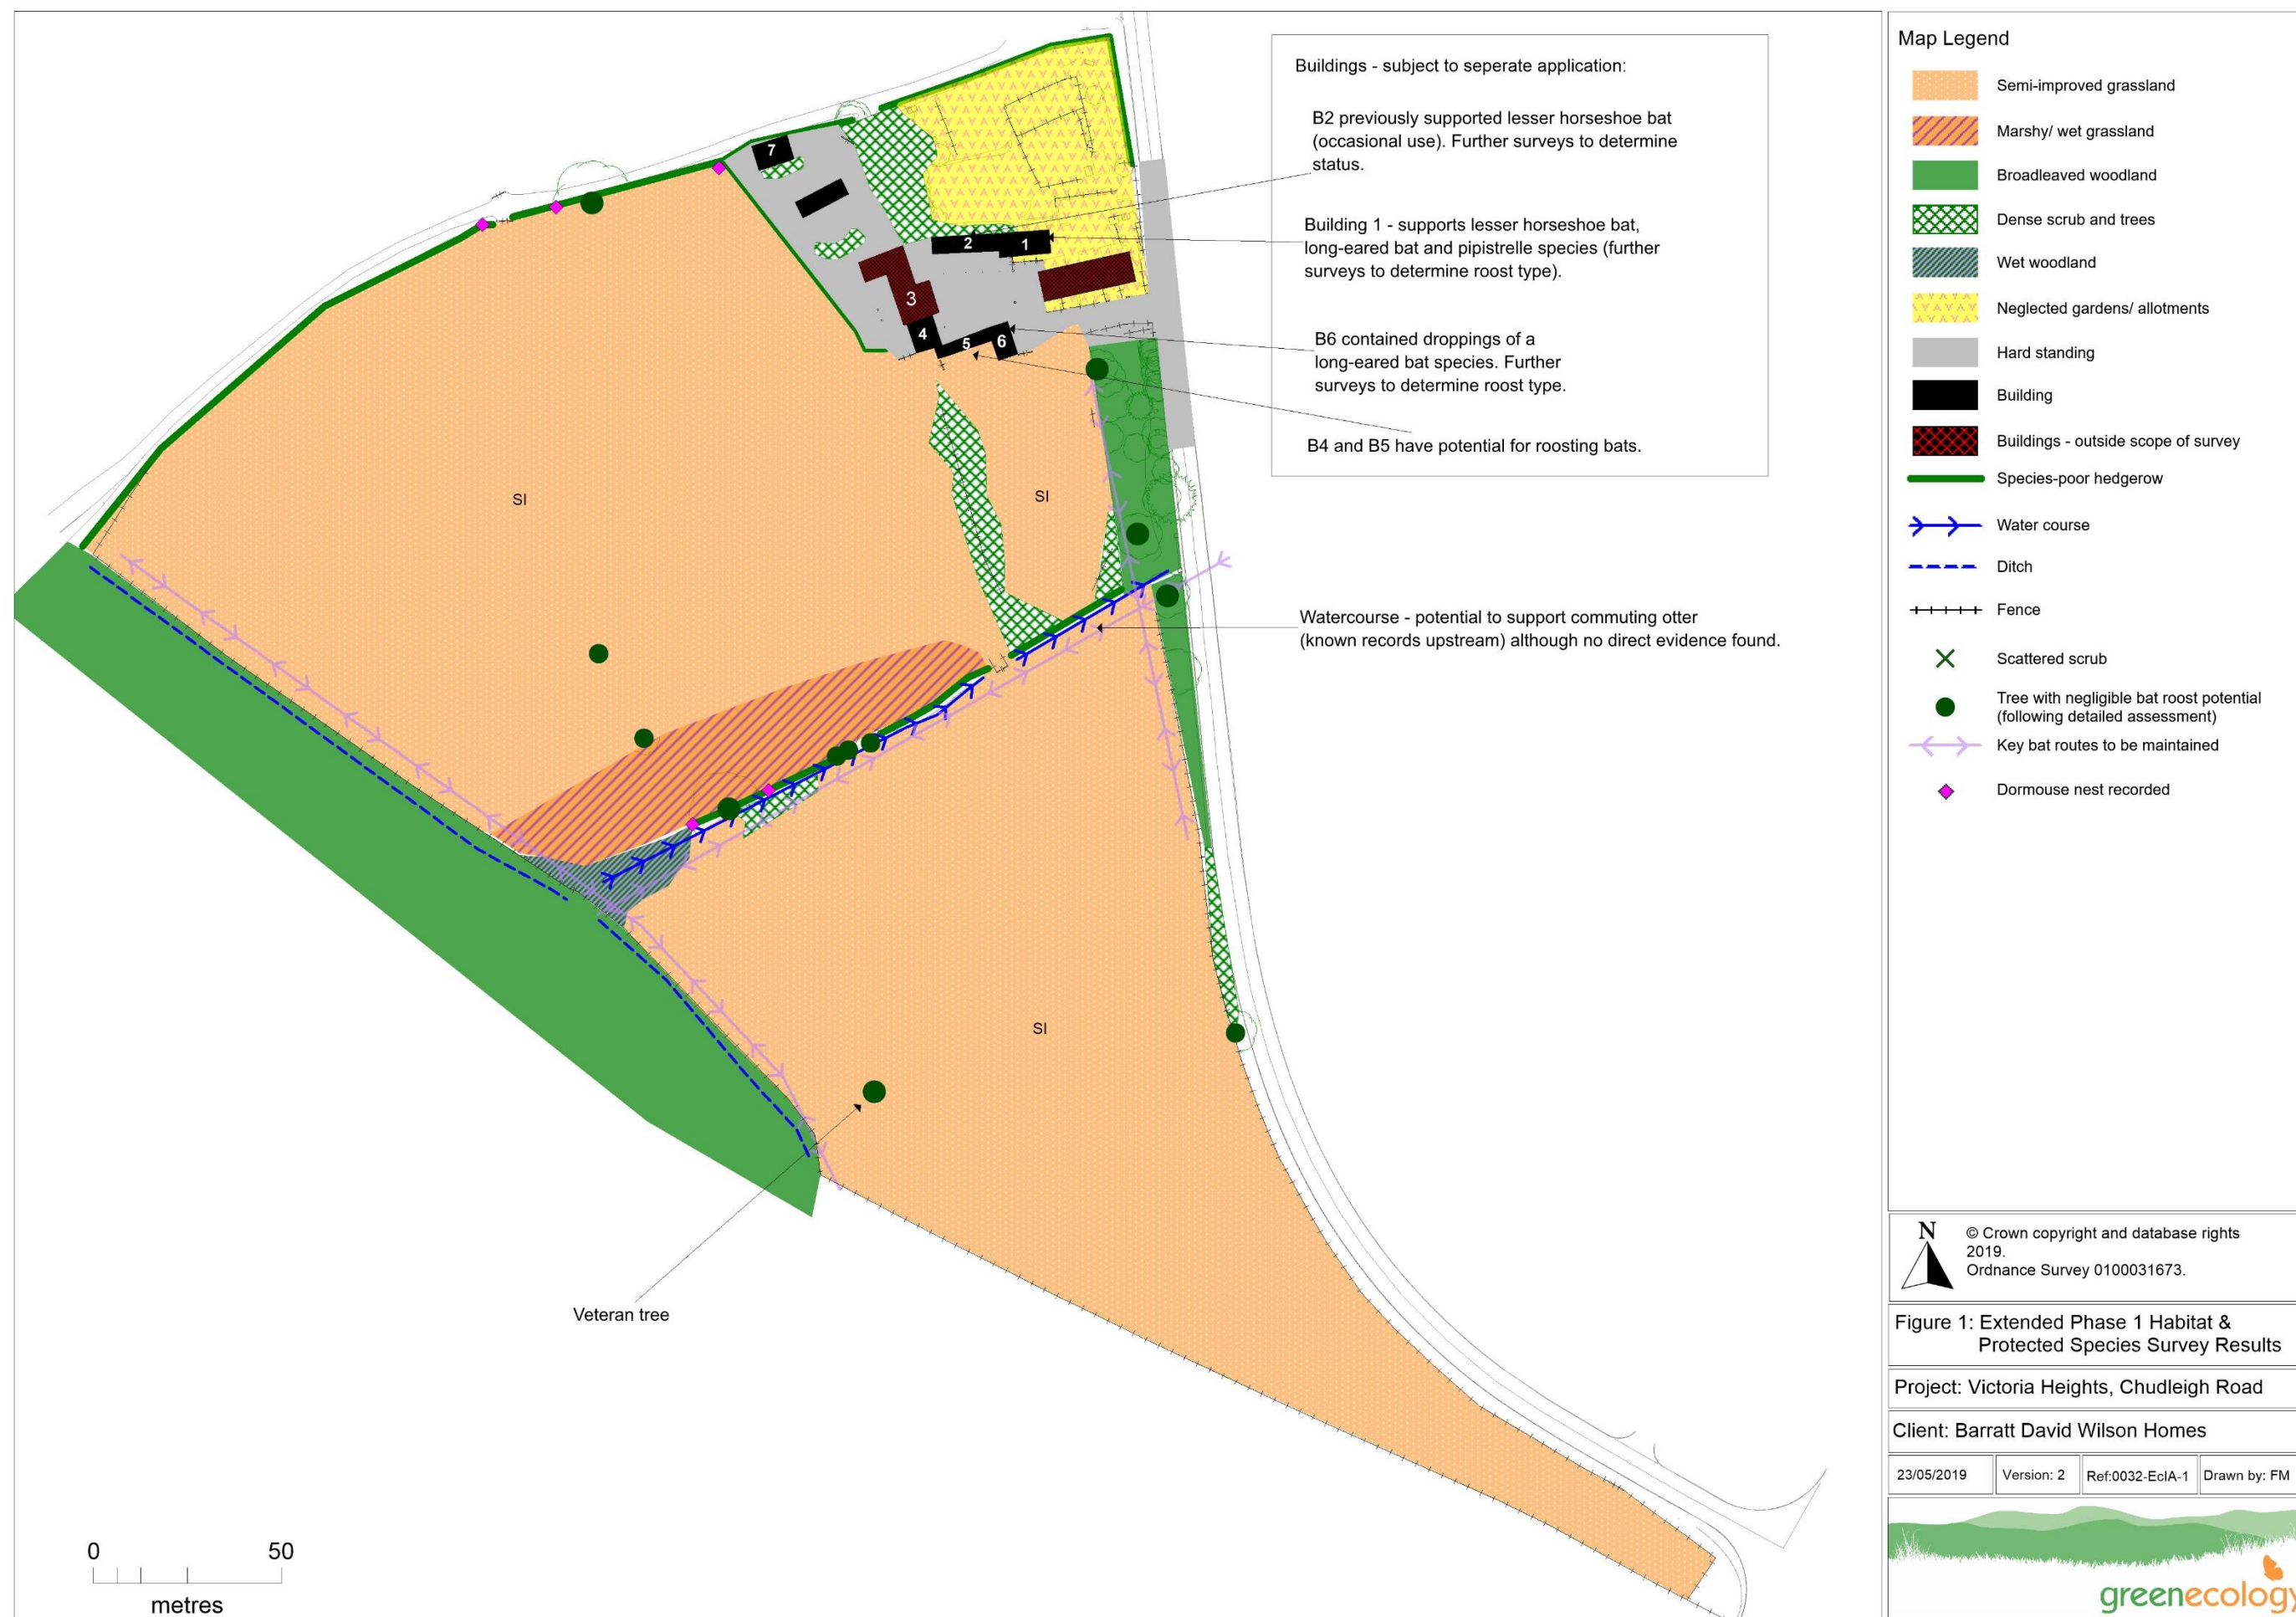 Buildings - subject to seperate application:
B2 previously supported lesser horseshoe bat
(occasional use). Further surveys to determine
status.
Building 1 - supports lesser horseshoe bat,
long-eared bat and pipistrelle species (further
surveys to determine roost type).
B6 contained droppings of a
long-eared bat species. Further
surveys to determine roost type.
B4 and B5 have potential for roosting bats.
7
2
1
3
4
5
6
SI
SI
Watercourse - potential to support commuting otter
(known records upstream) although no direct evidence found.
SI
Veteran tree
0 50
metres
Map Legend
Semi-improved grassland
Marshy/ wet grassland
Broadleaved woodland
Dense scrub and trees
Wet woodland
Neglected gardens/ allotments
Hard standing
Building
Buildings - outside scope of survey
Species-poor hedgerow
Water course
Ditch
Fence
Scattered scrub
Tree with negligible bat roost potential
(following detailed assessment)
Key bat routes to be maintained
Dormouse nest recorded
N
© Crown copyright and database rights
2019.
Ordnance Survey 0100031673.
Figure 1: Extended Phase 1 Habitat &
Protected Species Survey Results
Project: Victoria Heights, Chudleigh Road
Client: Barratt David Wilson Homes
23/05/2019 Version: 2 Ref:0032-EcIA-1 Drawn by: FM
greenecology